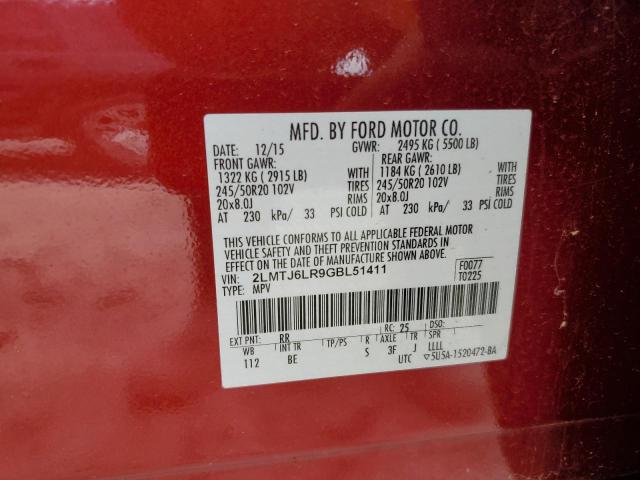 MFD. BY FORD MOTOR CO.
DATE: 12/15 GVWR: 2495 KG ( 5500 LB)
FRONT GAWR: REAR GAWR:
1322 KG ( 2915 LB) WITH 1184 KG ( 2610 LB) WITH
245/50R20 102V TIRES 245/50R20 102V TIRES
20x8.0J RIMS 20x8.0J RIMS
AT 230 kPa/ 33 PSI COLD AT 230 kPa/ 33 PSI COLD
THIS VEHICLE CONFORMS TO ALL APPLICABLE FEDERAL MOTOR
VEHICLE SAFETY AND THEFT PREVENTION STANDARDS IN
EFFECT ON THE DATE OF MANUFACTURE SHOWN ABOVE.
VIN: 2LMTJ6LR9GBL51411 F0077
TYPE: MPV T0225
EXT PNT: RR RC: 25 DSO:
WB INT TR TP/PS R AXLE TR SPR
112 BE S 3F J LLLL
UTC ▽5U5A-1520472-BA